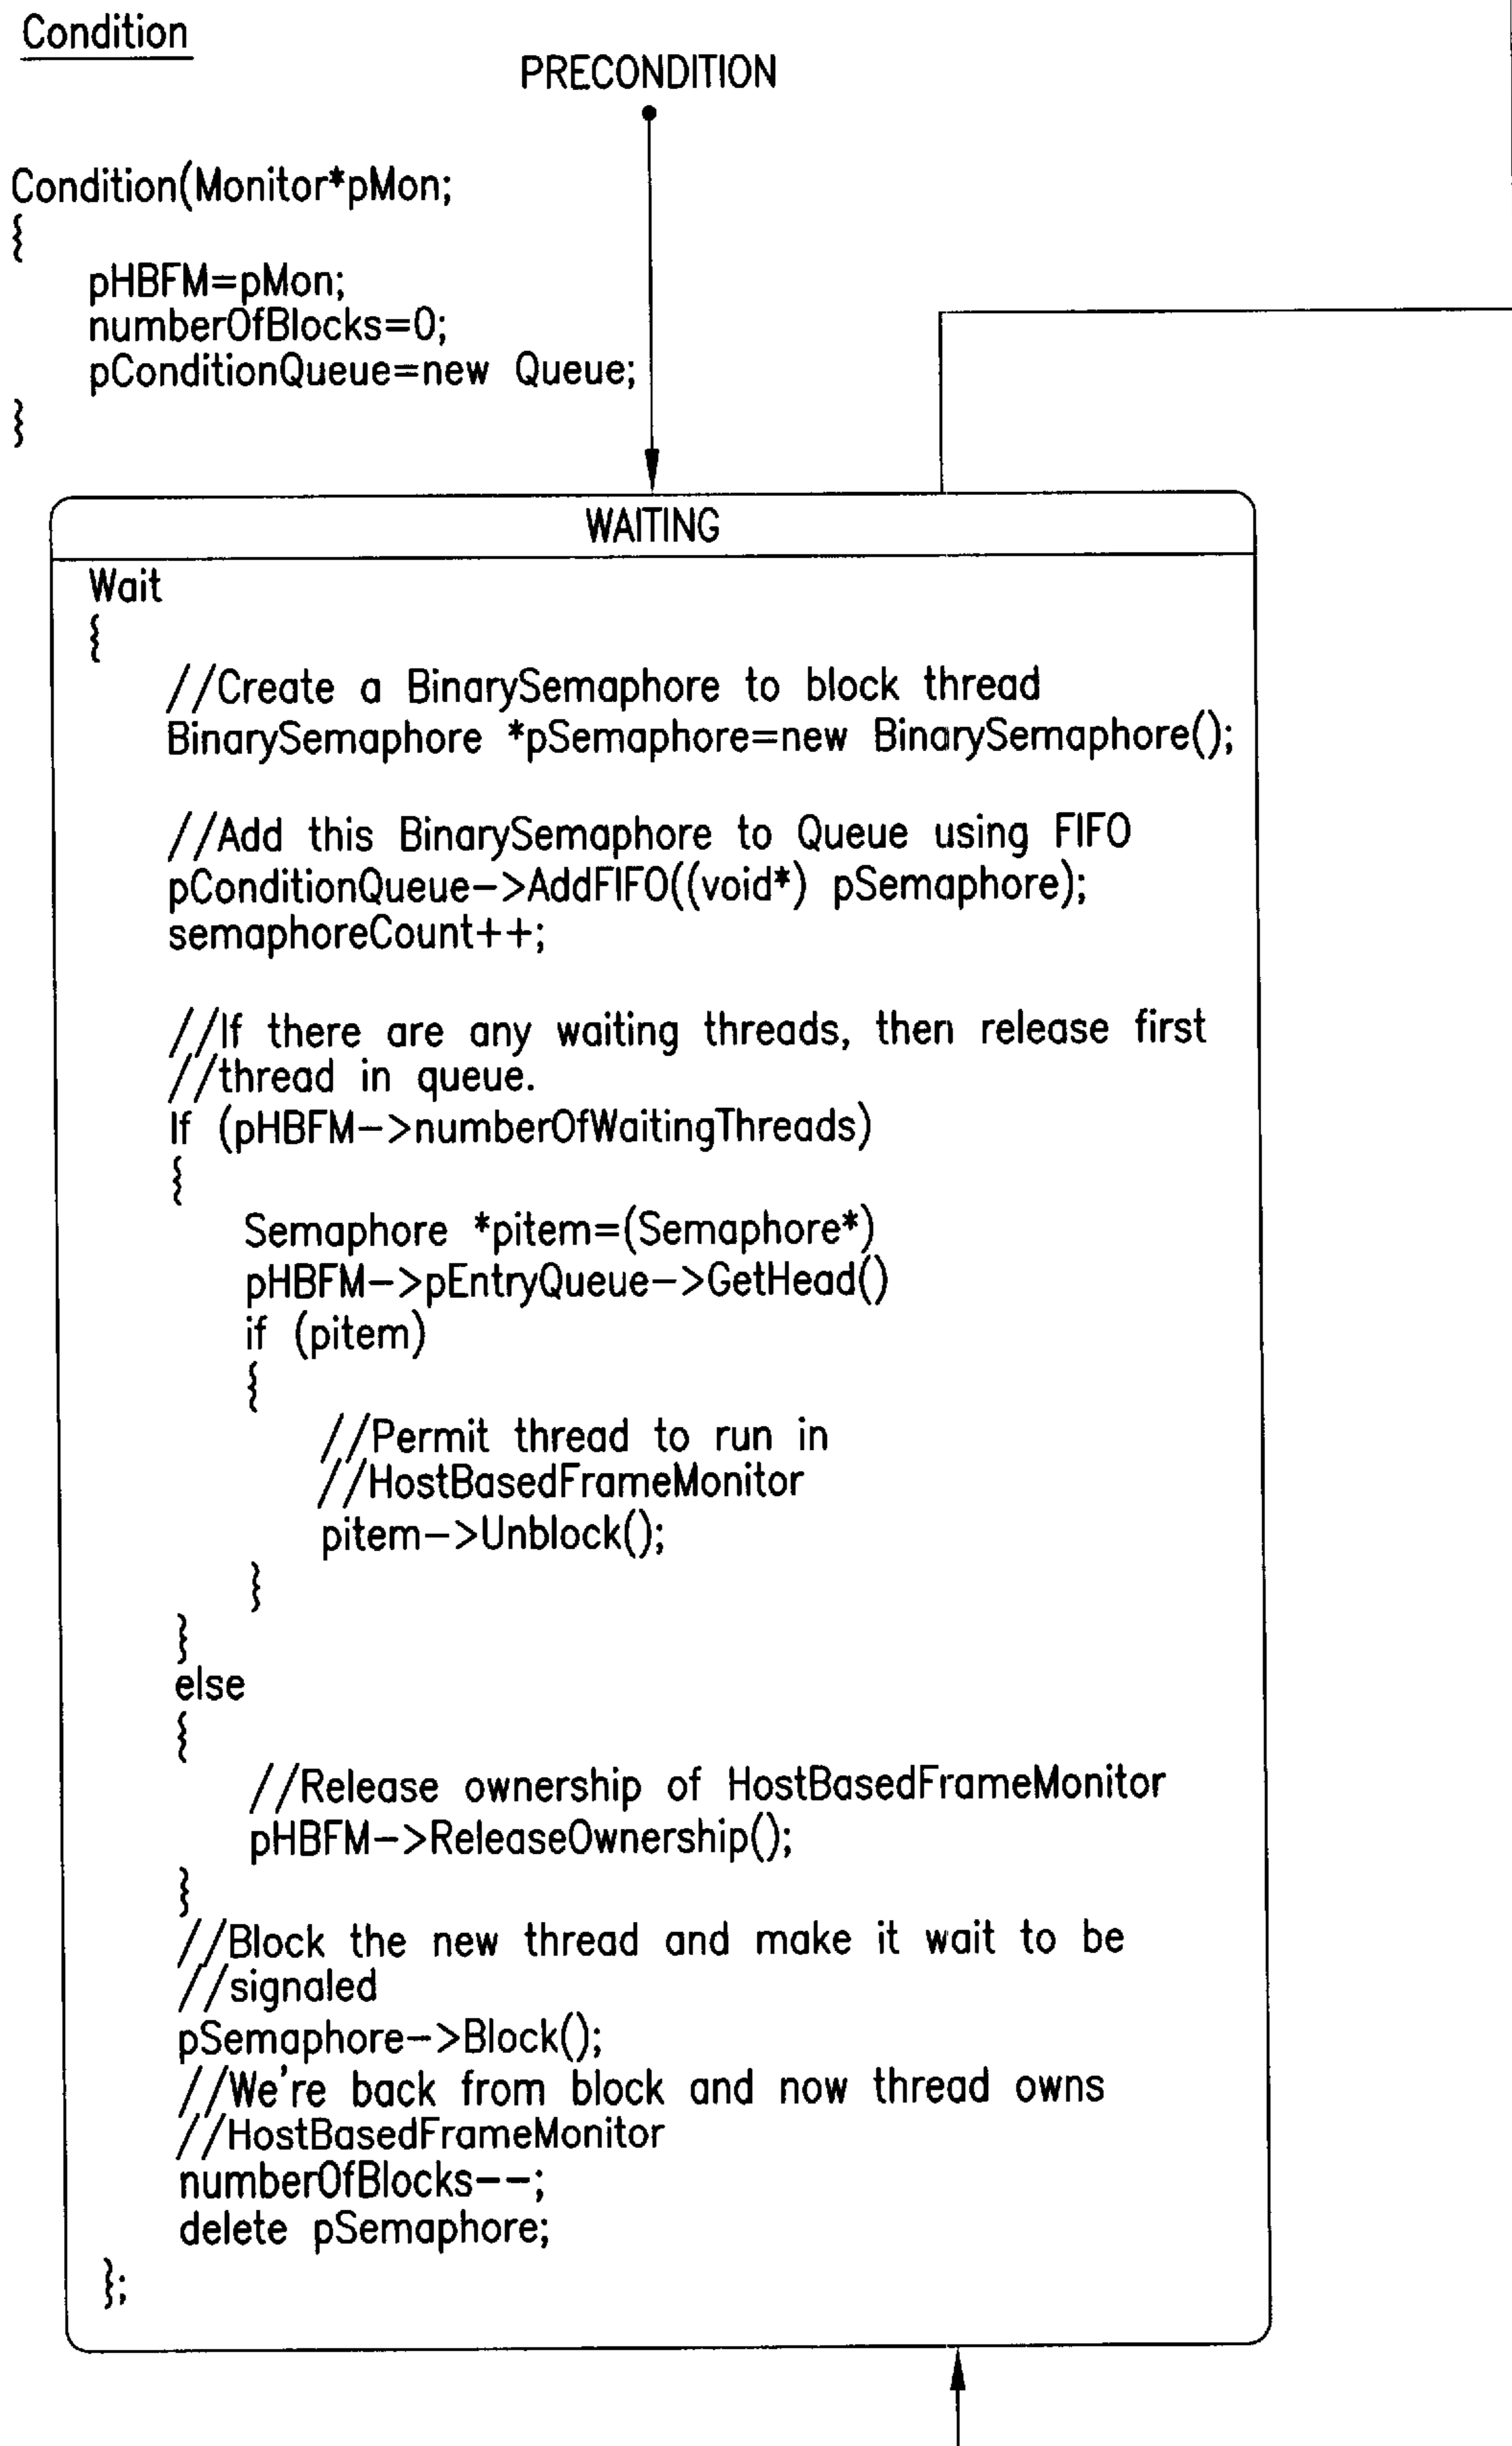 Condition
PRECONDITION
Condition(Monitor*pMon;
{
pHBFM=pMon;
numberOfBlocks=0;
pConditionQueue=new Queue;
}
WAITING
Wait
{
//Create a BinarySemaphore to block thread
BinarySemaphore *pSemaphore=new BinarySemaphore();
//Add this BinarySemaphore to Queue using FIFO
pConditionQueue->AddFIFO((void*) pSemaphore);
semaphoreCount++;
//If there are any waiting threads, then release first
//thread in queue.
If (pHBFM->numberOfWaitingThreads)
{
Semaphore *pitem=(Semaphore*)
pHBFM->pEntryQueue->GetHead()
if (pitem)
{
//Permit thread to run in
//HostBasedFrameMonitor
pitem->Unblock();
}
}
else
{
//Release ownership of HostBasedFrameMonitor
pHBFM->ReleaseOwnership();
}
//Block the new thread and make it wait to be
//signaled
pSemaphore->Block();
//We're back from block and now thread owns
//HostBasedFrameMonitor
numberOfBlocks--;
delete pSemaphore;
};